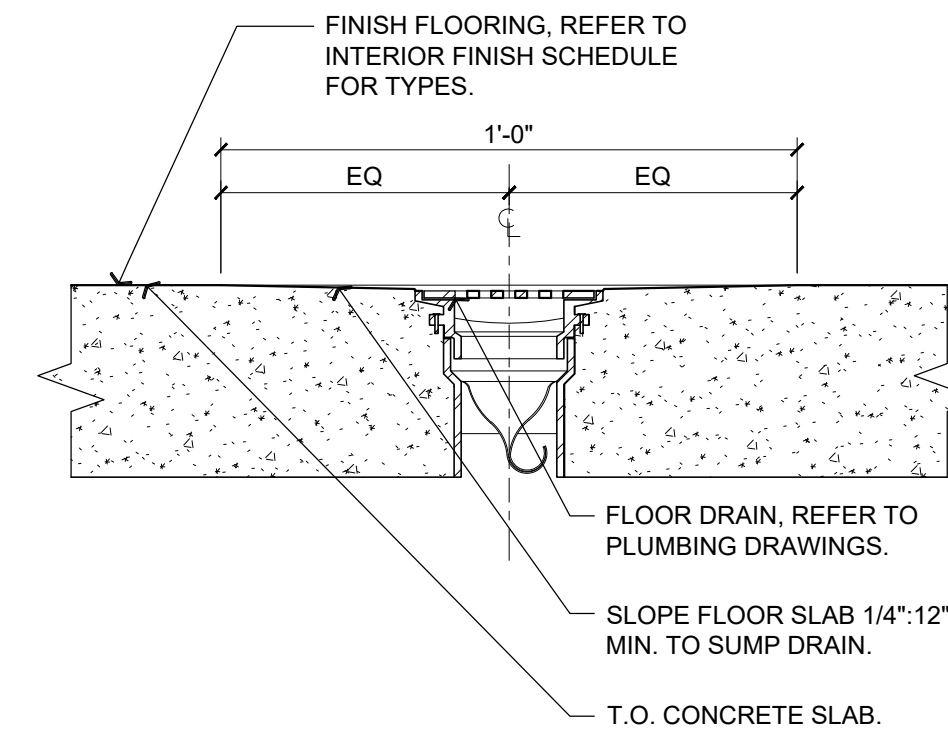 FINISH FLOORING, REFER TO
INTERIOR FINISH SCHEDULE
FOR TYPES.
1'-0"
EQ
EQ
℄
FLOOR DRAIN, REFER TO
PLUMBING DRAWINGS.
SLOPE FLOOR SLAB 1/4":12"
MIN. TO SUMP DRAIN.
T.O. CONCRETE SLAB.